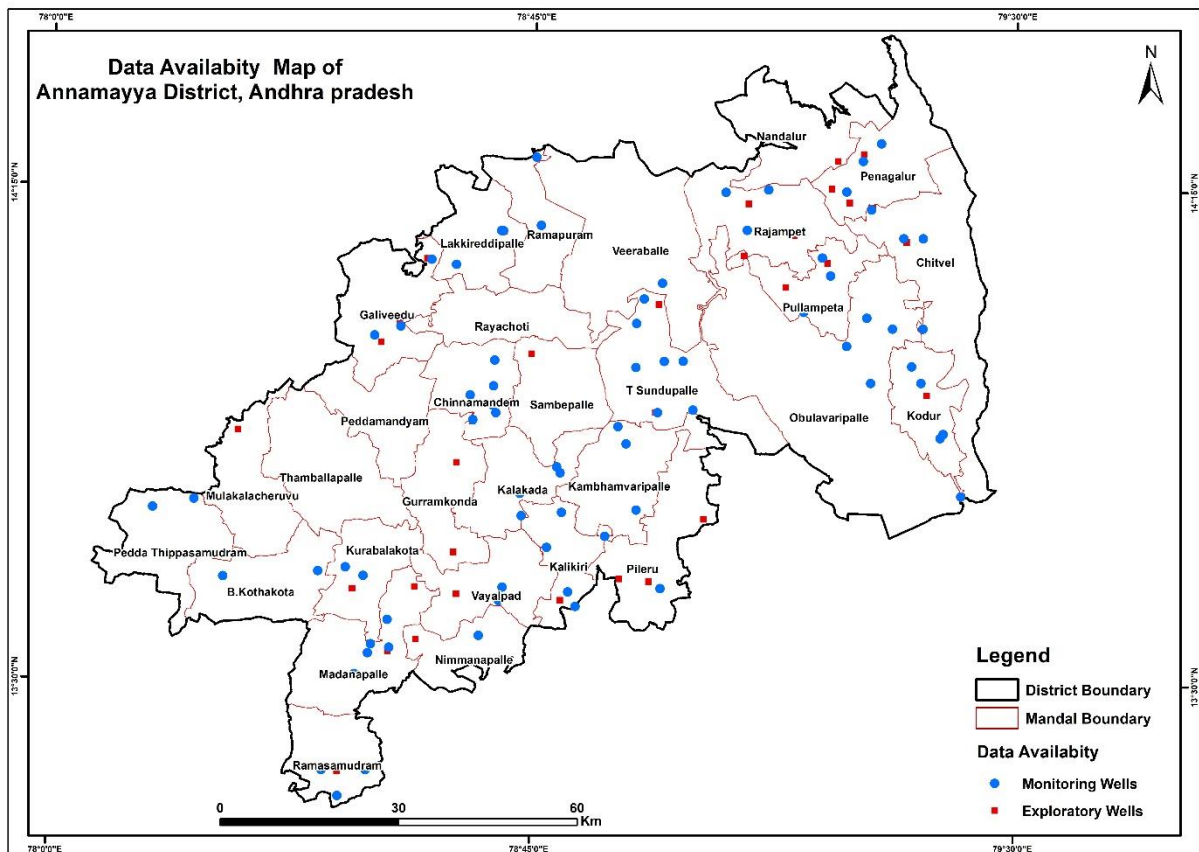 78°0'0"E
78°45'0"E
79°30'0"E
Data Availabity Map of
Annamayya District, Andhra pradesh
N
Nandalur
14°15'0"N
14°15'0"N
Penagalur
Lakkireddipalle
Ramapuram
Veeraballe
Rajampet
Chitvel
Galiveedu
Rayachoti
Pullampeta
Chinnamandem
Sambepalle
T Sundupalle
Peddamandyam
Obulavaripalle
Kodur
Thamballapalle
Mulakalacheruvu
Gurramkonda
Kalakada
Kambhamvaripalle
Pedda Thippasamudram
Kurabalakota
B.Kothakota
Kalikiri
Pileru
Vayalpad
Nimmanapalle
Madanapalle
13°30'0"N
13°30'0"N
Ramasamudram
Legend
District Boundary
Mandal Boundary
Data Availabity
Monitoring Wells
Exploratory Wells
0
30
60
Km
78°0'0"E
78°45'0"E
79°30'0"E